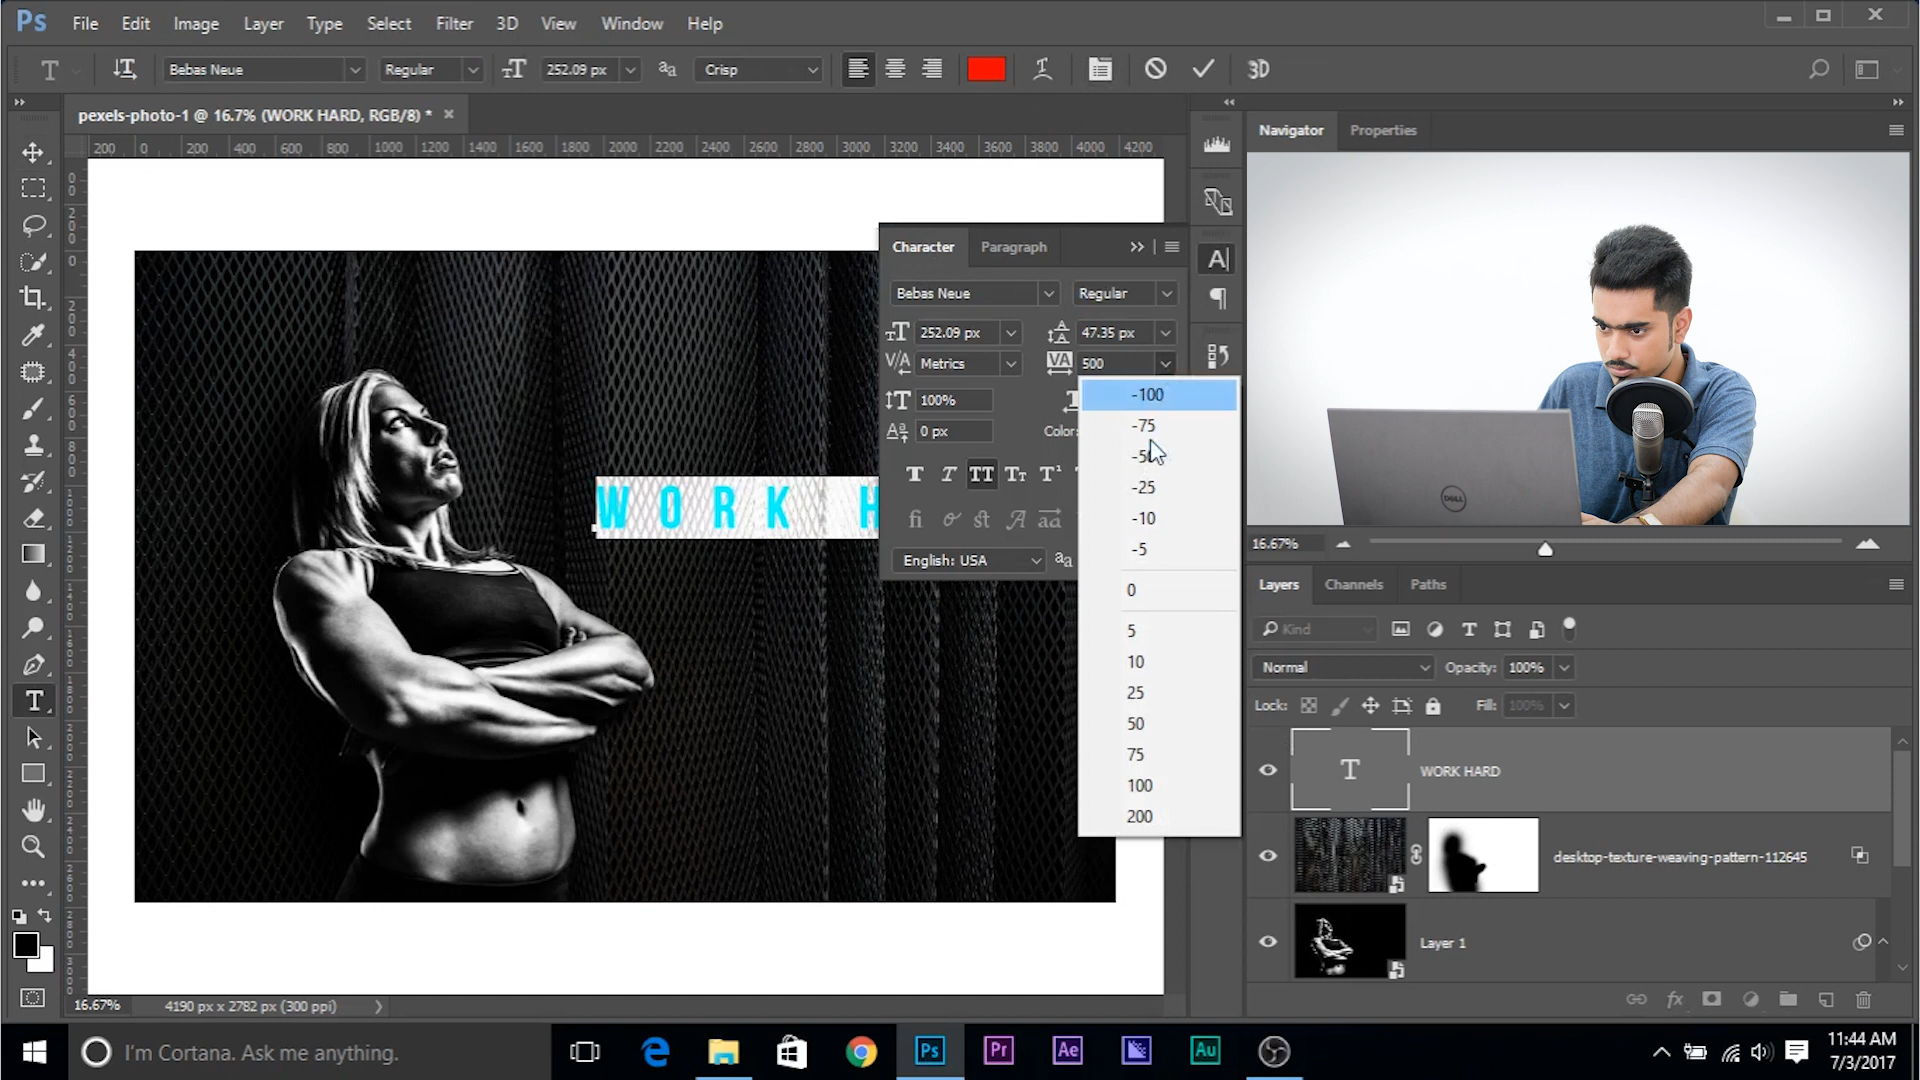 Ps File Edit Image Layer Type Select Filter 3D View Window Help
Bebas Neue Regular 252.09 px Crisp 3D
pexels-photo-1 @ 16.7% (WORK HARD, RGB/8) *
200 0 200 400 600 800 1000 1200 1400 1600 1800 2000 2200 2400 2600 2800 3000 3200 3400 3600 3800 4000 4200
Character Paragraph
Bebas Neue Regular
252.09 px 47.35 px
Metrics 500
100%
0 px Color:
English: USA
-100
-75
-50
-25
-10
-5
0
5
10
25
50
75
100
200
WORK H
Navigator Properties
DELL
16.67%
Layers Channels Paths
Kind
Normal Opacity: 100%
Lock: Fill: 100%
WORK HARD
desktop-texture-weaving-pattern-112645
Layer 1
16.67% 4190 px x 2782 px (300 ppi)
I'm Cortana. Ask me anything.
Ps Pr Ae Au
11:44 AM
7/3/2017